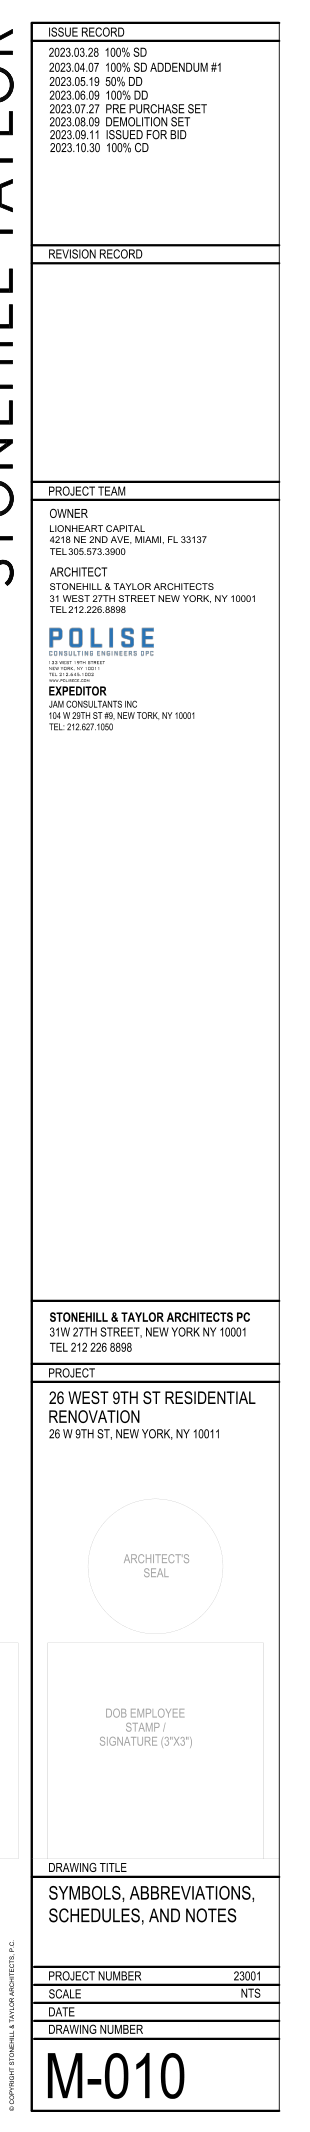 STONEHILL TAYLOR
ISSUE RECORD
2023.03.28 100% SD
2023.04.07 100% SD ADDENDUM #1
2023.05.19 50% DD
2023.06.09 100% DD
2023.07.27 PRE PURCHASE SET
2023.08.09 DEMOLITION SET
2023.09.11 ISSUED FOR BID
2023.10.30 100% CD
REVISION RECORD
PROJECT TEAM
OWNER
LIONHEART CAPITAL
4218 NE 2ND AVE, MIAMI, FL 33137
TEL 305.573.3900
ARCHITECT
STONEHILL & TAYLOR ARCHITECTS
31 WEST 27TH STREET NEW YORK, NY 10001
TEL 212.226.8898
POLISE
CONSULTING ENGINEERS DPC
133 WEST 19TH STREET
NEW YORK, NY 10011
TEL 212.645.1002
WWW.POLISECE.COM
EXPEDITOR
JAM CONSULTANTS INC
104 W 29TH ST #9, NEW TORK, NY 10001
TEL: 212.627.1050
STONEHILL & TAYLOR ARCHITECTS PC
31W 27TH STREET, NEW YORK NY 10001
TEL 212 226 8898
PROJECT
26 WEST 9TH ST RESIDENTIAL
RENOVATION
26 W 9TH ST, NEW YORK, NY 10011
ARCHITECT'S
SEAL
DOB EMPLOYEE
STAMP /
SIGNATURE (3"X3")
DRAWING TITLE
SYMBOLS, ABBREVIATIONS,
SCHEDULES, AND NOTES
PROJECT NUMBER 23001
SCALE NTS
DATE
DRAWING NUMBER
M-010
© COPYRIGHT STONEHILL & TAYLOR ARCHITECTS, P.C.